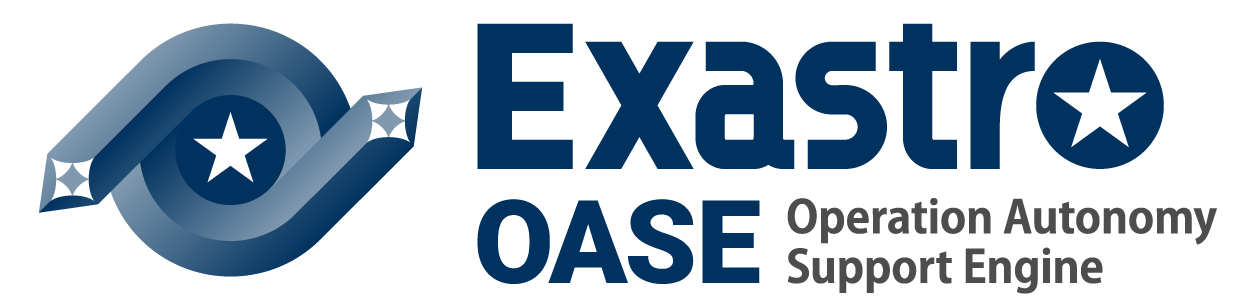 Exastro
OASE
Operation Autonomy
Support Engine